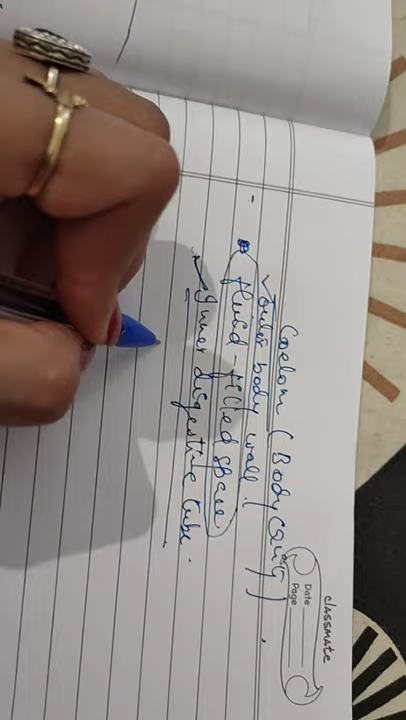 classmate
Date
Page
Coelom (Body Cavity)
Outer body wall.
fluid-filled space
Inner digestive tube.